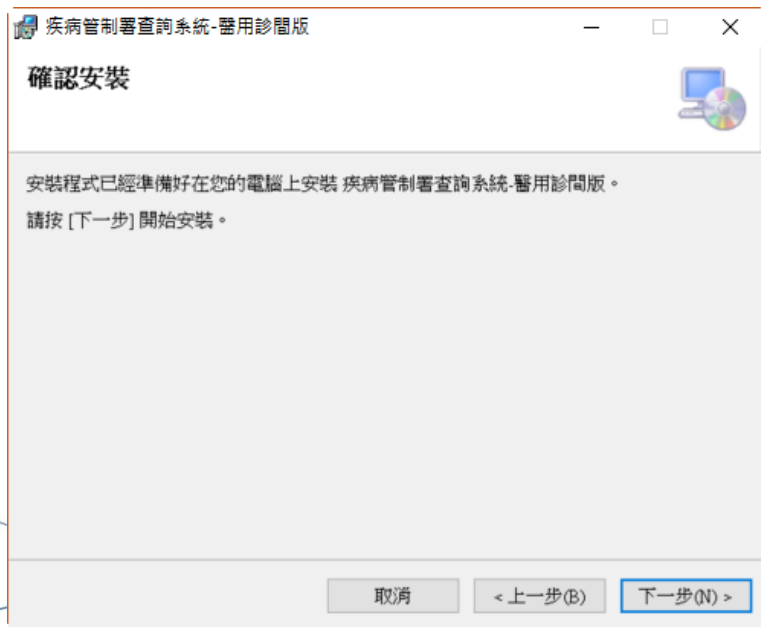 疾病管制署查詢系統-醫用診間版
確認安裝
安裝程式已經準備好在您的電腦上安裝 疾病管制署查詢系統-醫用診間版。
請按 [下一步] 開始安裝。
取消
< 上一步(B)
下一步(N) >